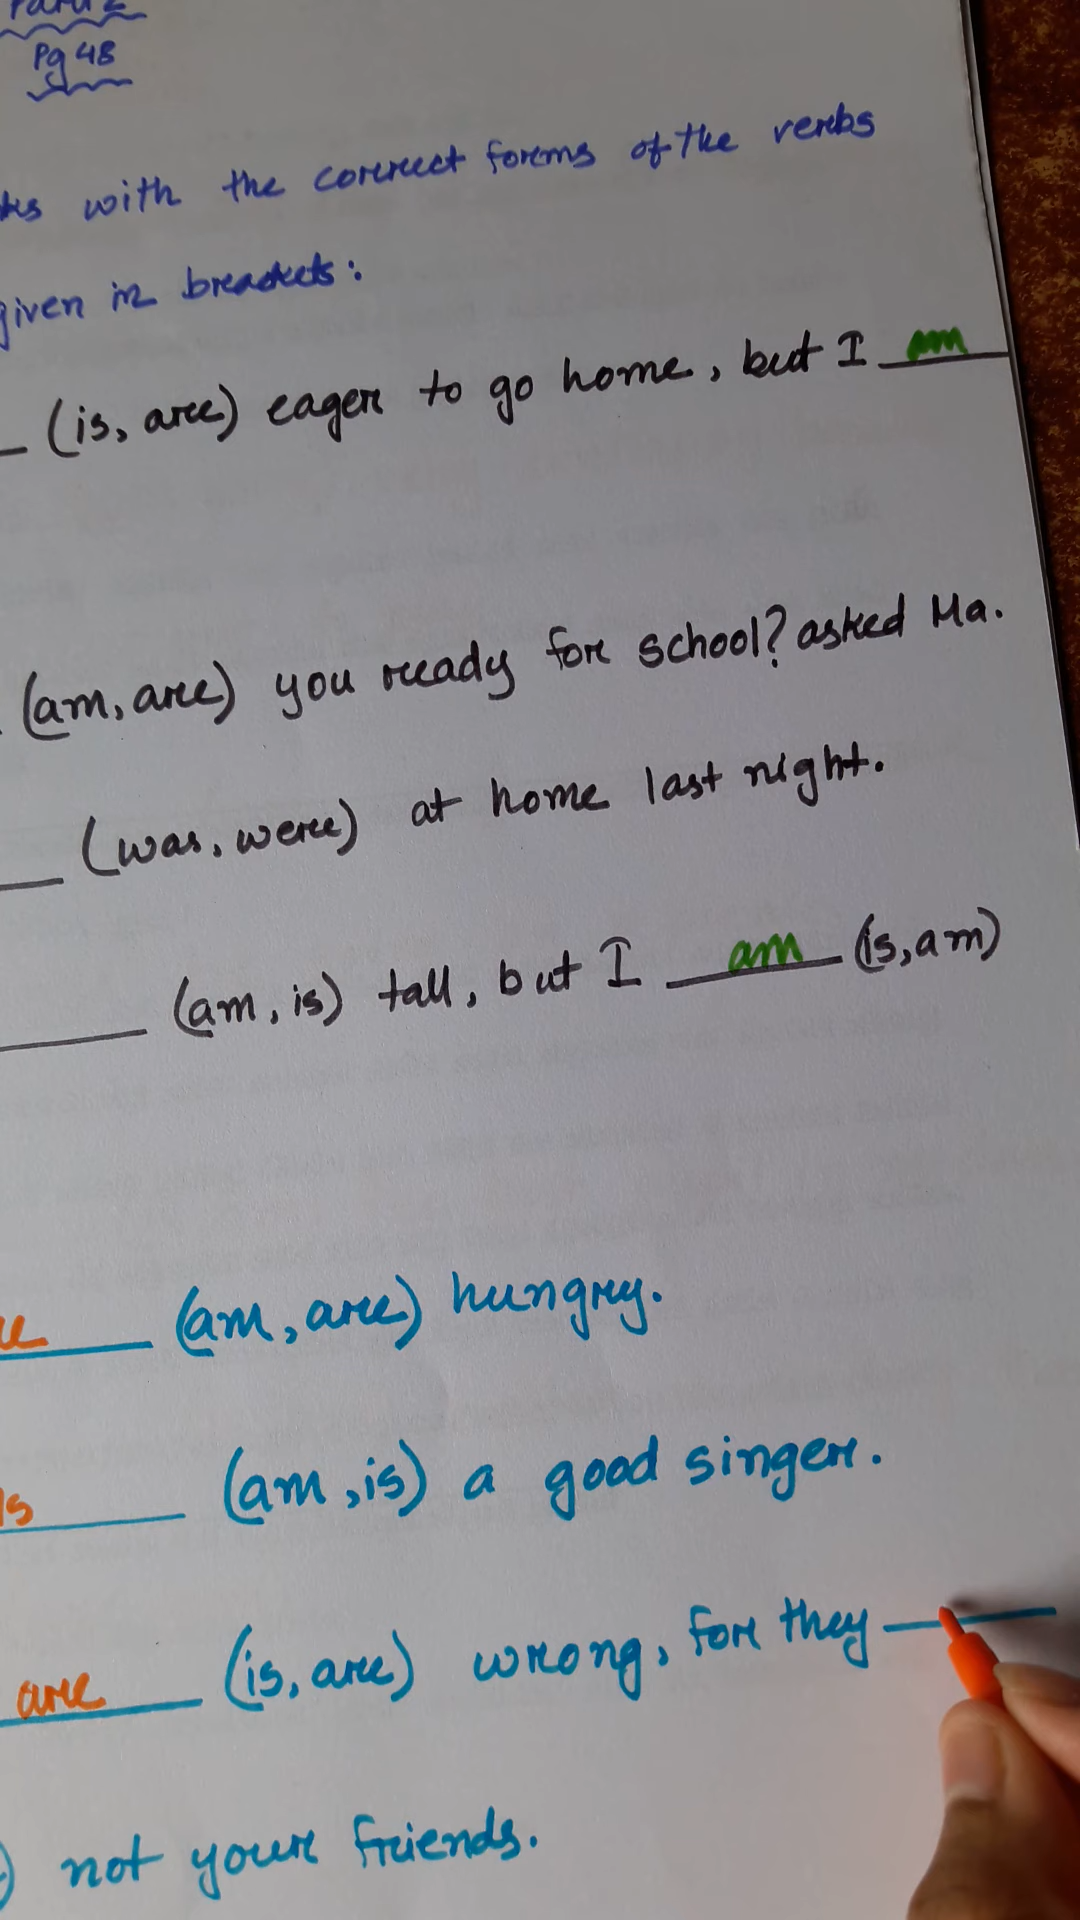 Pg 48
with the correct forms of the verbs
given in brackets:
(is, are) eager to go home, but I am
(am, are) you ready for school? asked Ma.
(was, were) at home last night.
(am, is) tall, but I am (is, am)
(am, are) hungry.
is (am, is) a good singer.
are (is, are) wrong, for they
not your friends.